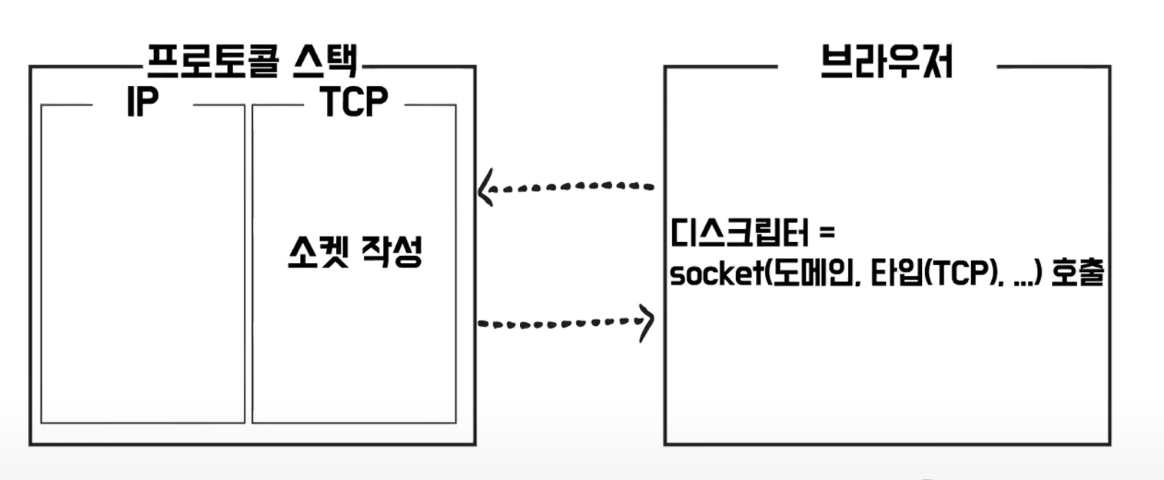 프로토콜 스택
IP
TCP
소켓 작성
브라우저
디스크립터 =
socket(도메인, 타입(TCP), ...) 호출